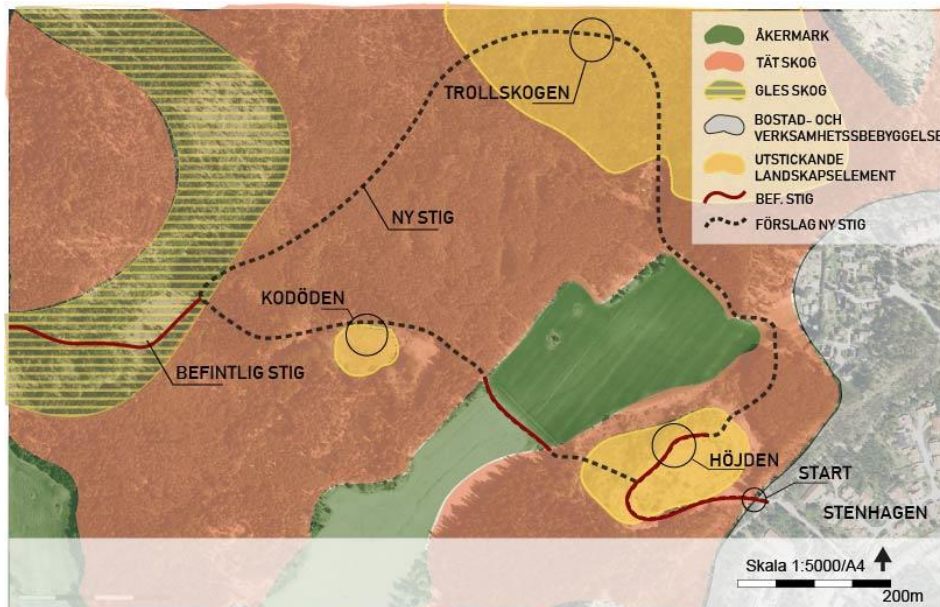 TROLLSKOGEN
NY STIG
KODÖDEN
BEFINTLIG STIG
HÖJDEN
START
STENHAGEN
ÅKERMARK
TÄT SKOG
GLES SKOG
BOSTAD- OCH
VERKSAMHETSSBEBYGGELSE
UTSTICKANDE
LANDSKAPSELEMENT
BEF. STIG
FÖRSLAG NY STIG
Skala 1:5000/A4
200m